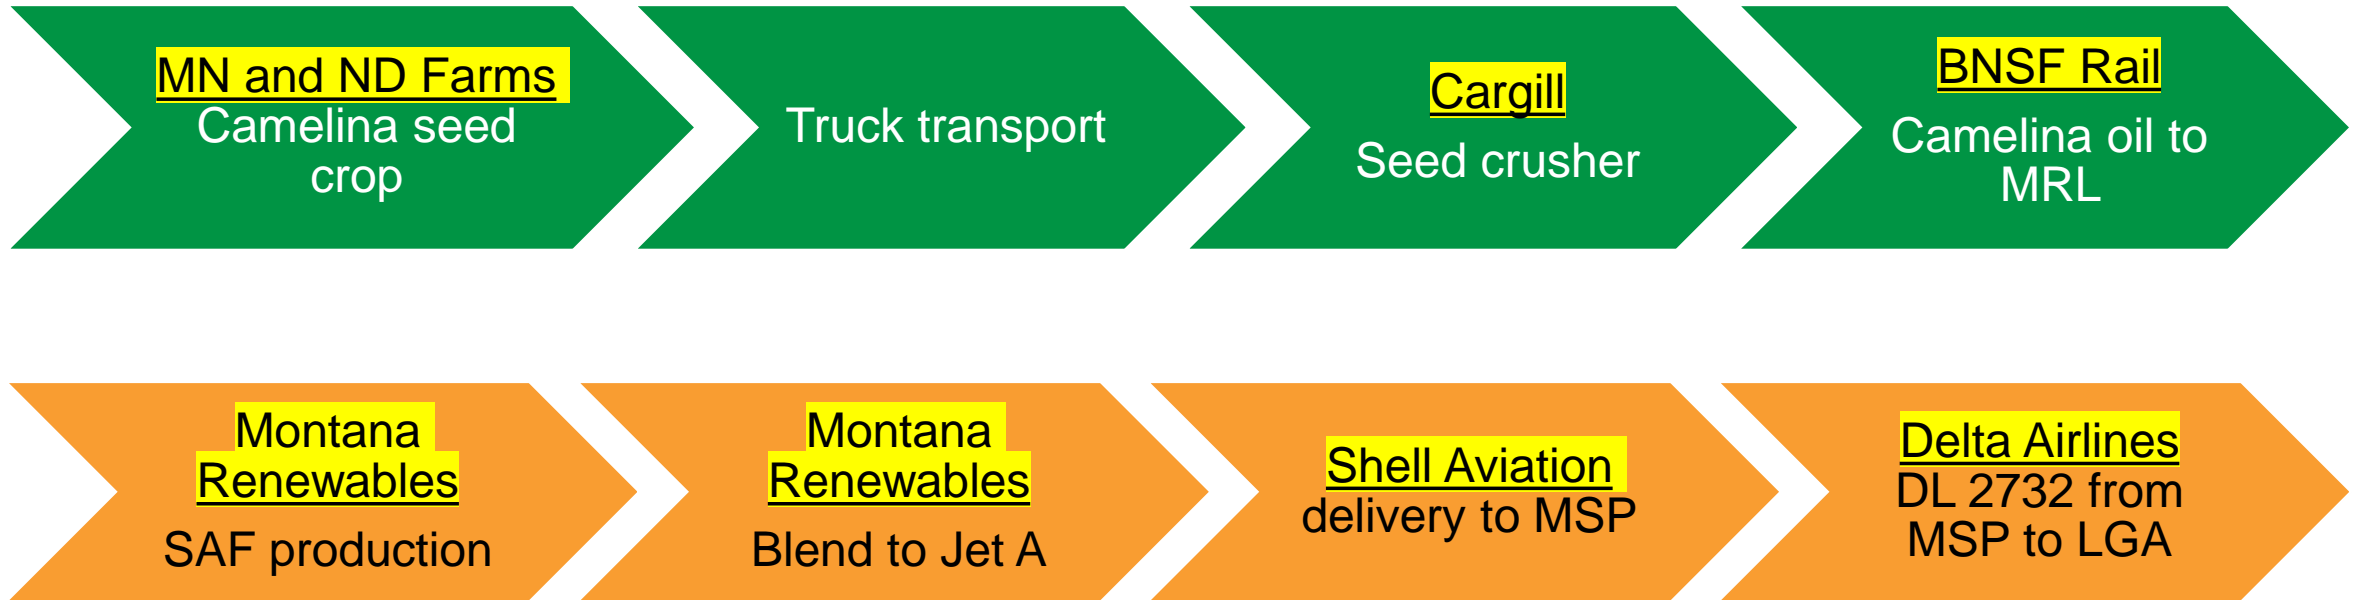 MN and ND Farms
Camelina seed
crop
Truck transport
Cargill
Seed crusher
BNSF Rail
Camelina oil to
MRL
Montana
Renewables
SAF production
Montana
Renewables
Blend to Jet A
Shell Aviation
delivery to MSP
Delta Airlines
DL 2732 from
MSP to LGA